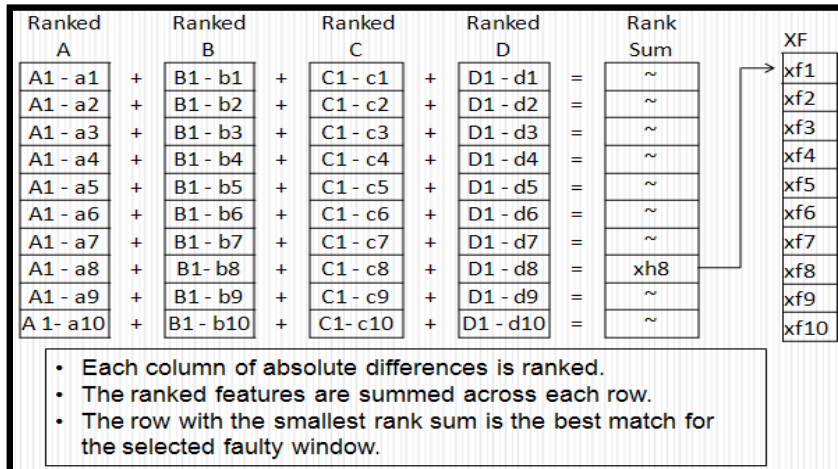 Ranked Ranked Ranked Ranked Rank
A B C D Sum XF
A1 - a1 + B1 - b1 + C1 - c1 + D1 - d1 = ~ xf1
A1 - a2 + B1 - b2 + C1 - c2 + D1 - d2 = ~ xf2
A1 - a3 + B1 - b3 + C1 - c3 + D1 - d3 = ~ xf3
A1 - a4 + B1 - b4 + C1 - c4 + D1 - d4 = ~ xf4
A1 - a5 + B1 - b5 + C1 - c5 + D1 - d5 = ~ xf5
A1 - a6 + B1 - b6 + C1 - c6 + D1 - d6 = ~ xf6
A1 - a7 + B1 - b7 + C1 - c7 + D1 - d7 = ~ xf7
A1 - a8 + B1- b8 + C1 - c8 + D1 - d8 = xh8 xf8
A1 - a9 + B1 - b9 + C1 - c9 + D1 - d9 = ~ xf9
A 1- a10 + B1 - b10 + C1- c10 + D1 - d10 = ~ xf10
• Each column of absolute differences is ranked.
• The ranked features are summed across each row.
• The row with the smallest rank sum is the best match for
the selected faulty window.